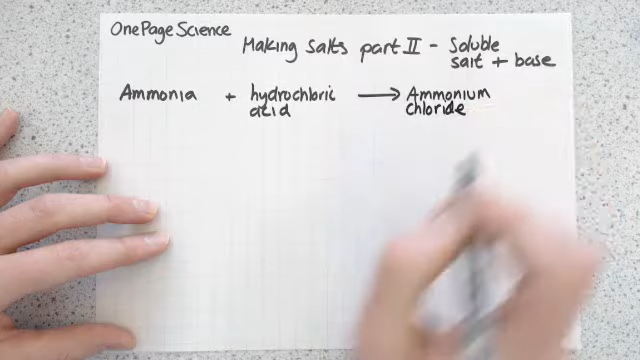 OnePageScience
Making Salts part II - Soluble
salt + base
Ammonia + hydrochloric → Ammonium
acid chloride